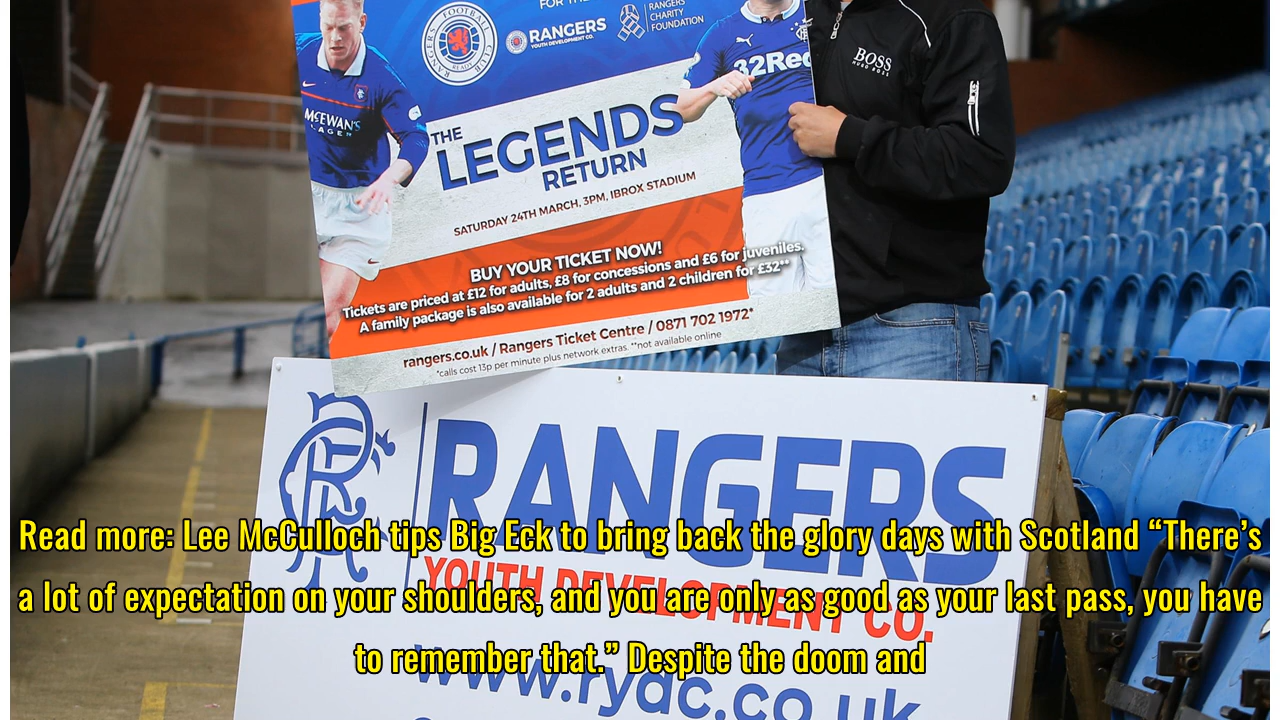 FOR THE
RANGERS
YOUTH DEVELOPMENT CO.
RANGERS
CHARITY
FOUNDATION
RANGERS FOOTBALL CLUB
READY
McEWAN'S
LAGER
32Red
BOSS
HUGO BOSS
THE
LEGENDS
RETURN
SATURDAY 24TH MARCH, 3PM, IBROX STADIUM
BUY YOUR TICKET NOW!
Tickets are priced at £12 for adults, £8 for concessions and £6 for juveniles.
A family package is also available for 2 adults and 2 children for £32**
rangers.co.uk / Rangers Ticket Centre / 0871 702 1972*
*calls cost 13p per minute plus network extras. **not available online
RANGERS
YOUTH DEVELOPMENT CO.
www.rydc.co.uk
Read more: Lee McCulloch tips Big Eck to bring back the glory days with Scotland “There’s
a lot of expectation on your shoulders, and you are only as good as your last pass, you have
to remember that.” Despite the doom and